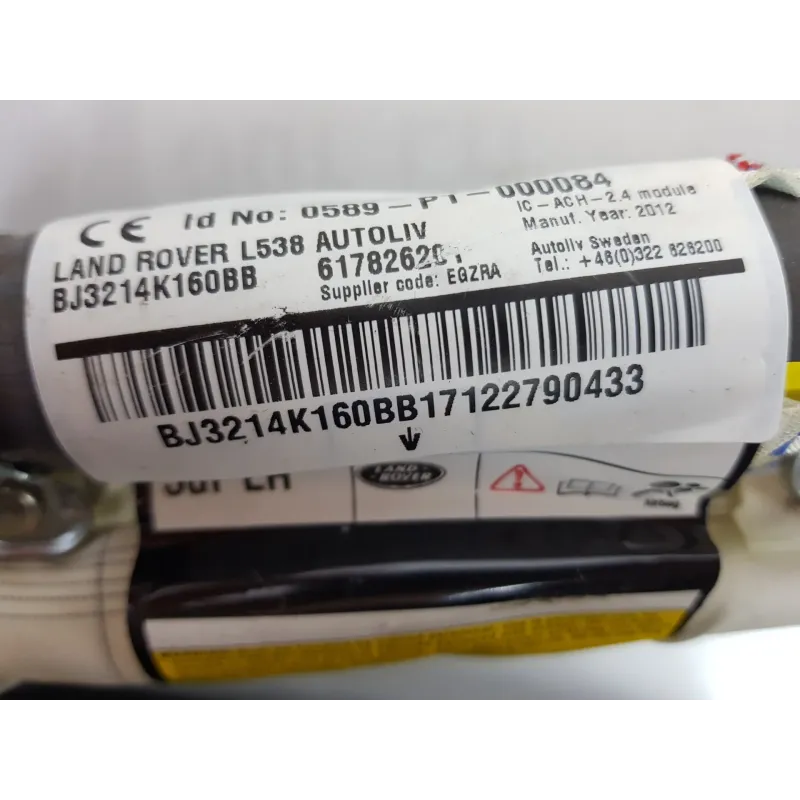 CE Id No: 0589-P1-000084
IC-ACH-2.4 module
LAND ROVER L538 AUTOLIV
Manuf. Year: 2012
BJ3214K160BB
Autoliv Sweden
Supplier code: EGZRA
Tel.: +46(0)322 626200
BJ3214K160BB17122790433
LH
LAND
ROVER